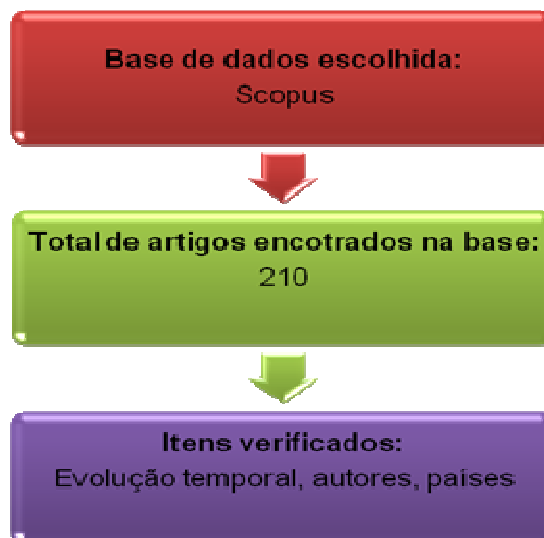 Base de dados escolhida:
Scopus
Total de artigos encotrados na base:
210
Itens verificados:
Evolução temporal, autores, países